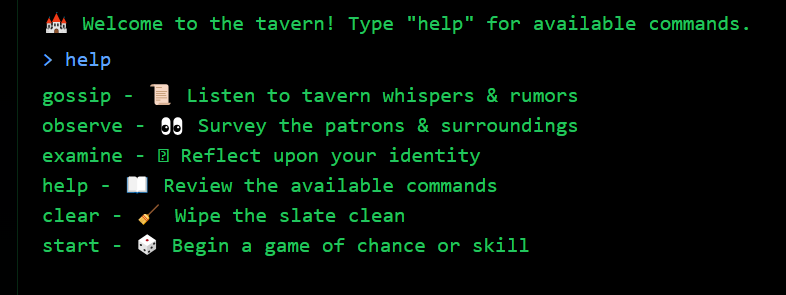 🏰 Welcome to the tavern! Type "help" for available commands.
> help
gossip - 📜 Listen to tavern whispers & rumors
observe - 👀 Survey the patrons & surroundings
examine - Reflect upon your identity
help - 📖 Review the available commands
clear - 🧹 Wipe the slate clean
start - 🎲 Begin a game of chance or skill